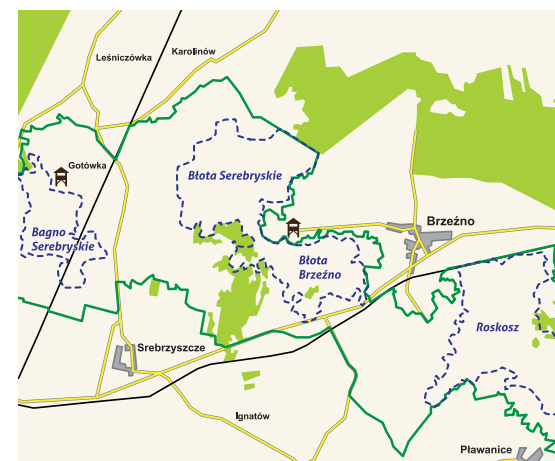 Leśniczówka
Karolinów
Gotówka
Błota Serebryskie
Bagno
Serebryskie
Brzeźno
Błota
Brzeźno
Roskosz
Srebrzyszcze
Ignatów
Pławanice